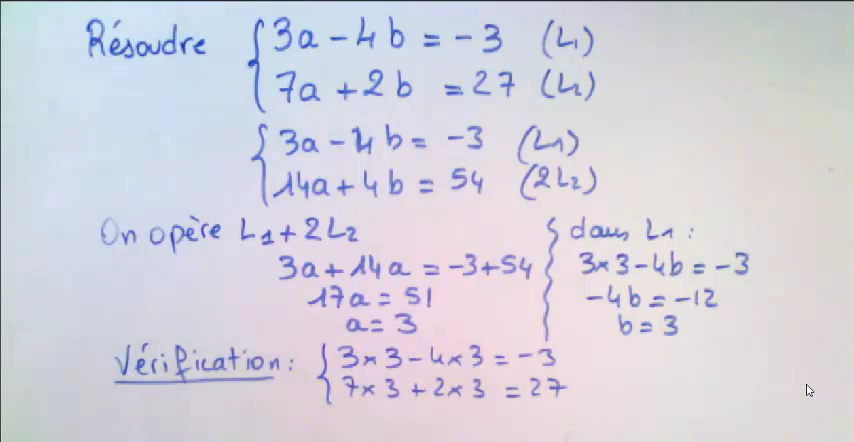 Résoudre { 3a - 4b = -3 (L₁)
7a + 2b = 27 (L₂)
{ 3a - 4b = -3 (L₁)
14a + 4b = 54 (2L₂)
On opère L₁ + 2L₂
3a + 14a = -3 + 54
17a = 51
a = 3
dans L₁ :
3 × 3 - 4b = -3
-4b = -12
b = 3
Vérification : { 3 × 3 - 4 × 3 = -3
7 × 3 + 2 × 3 = 27